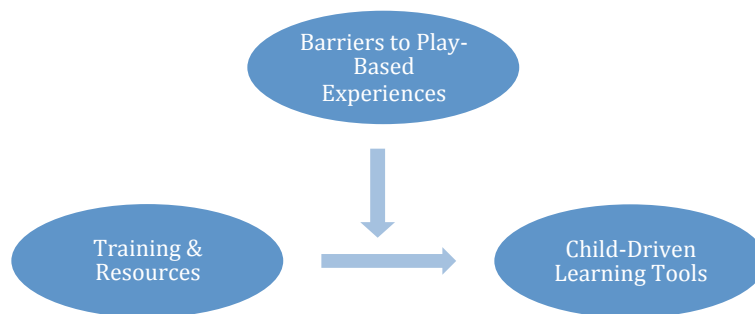 Barriers to Play-
Based
Experiences
Training &
Resources
Child-Driven
Learning Tools